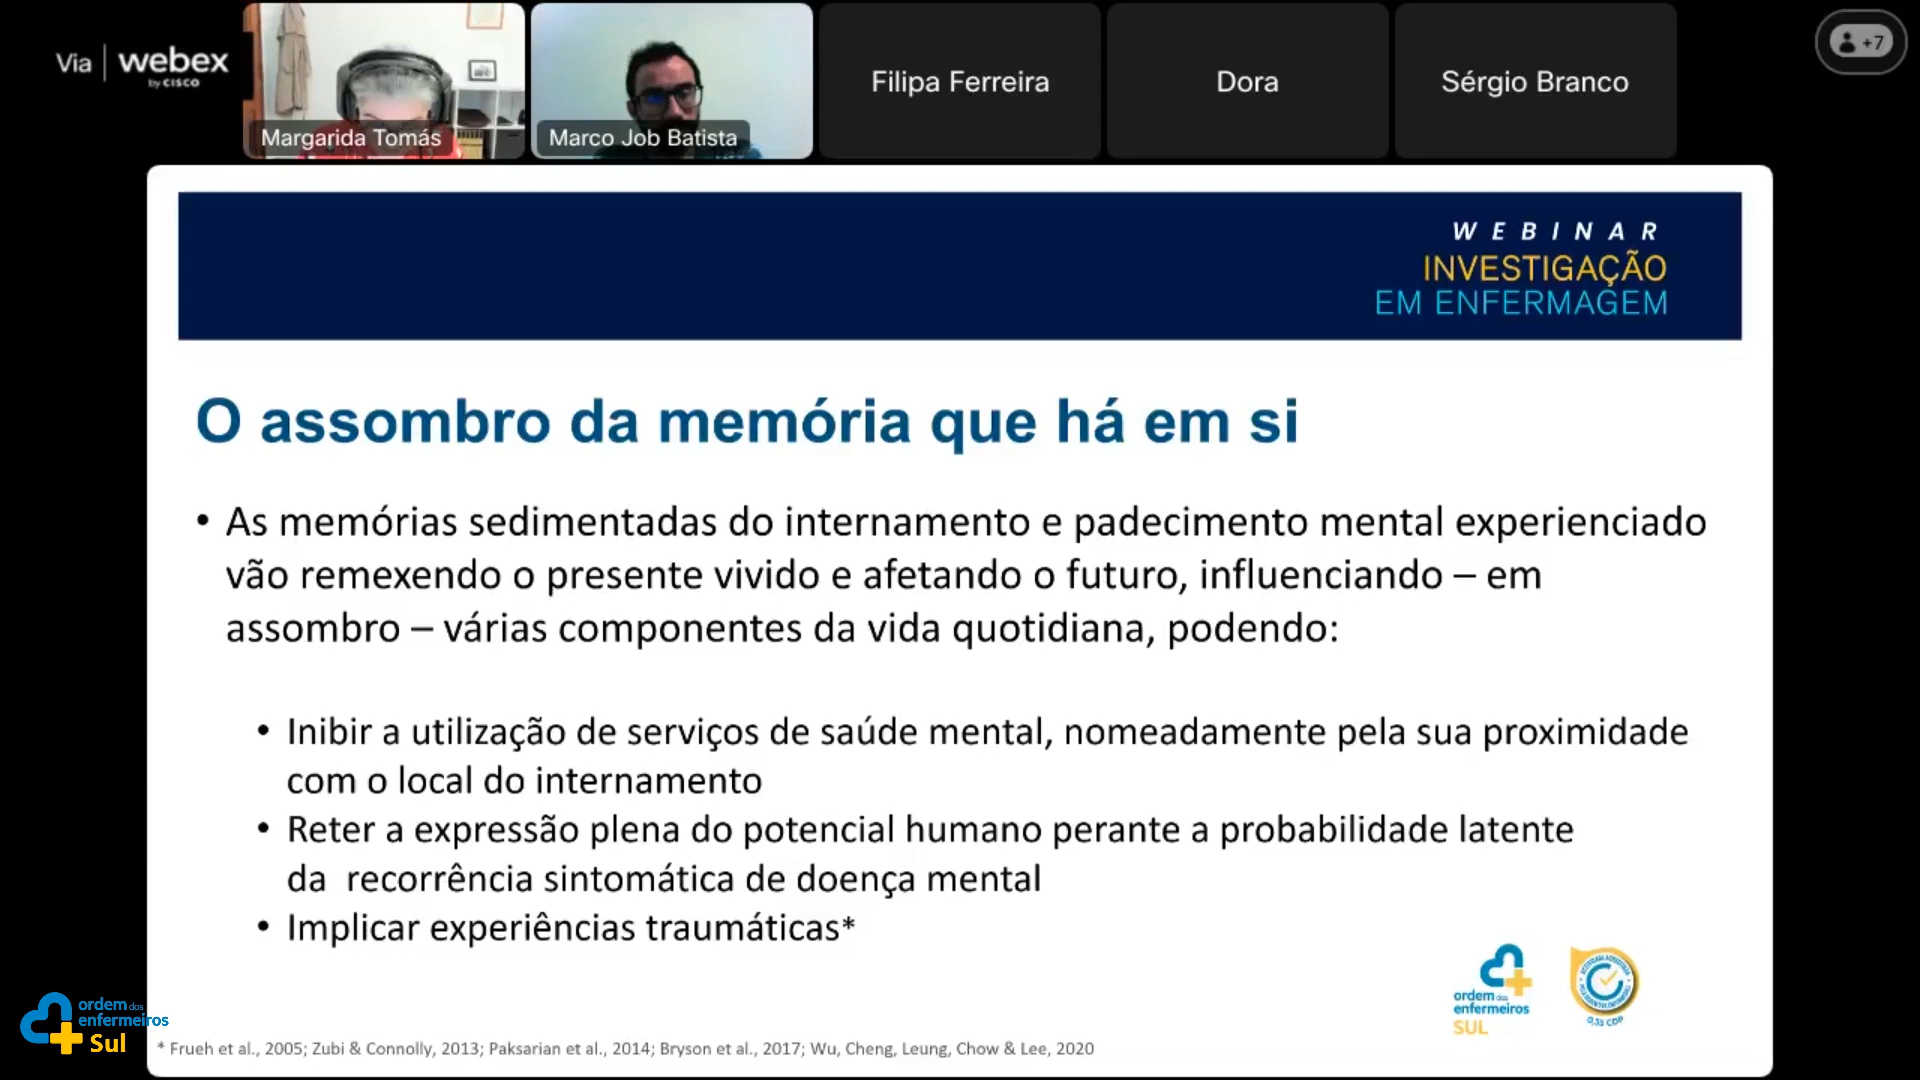 Via webex
by CISCO
Margarida Tomás
Marco Job Batista
Filipa Ferreira
Dora
Sérgio Branco
+7
WEBINAR
INVESTIGAÇÃO
EM ENFERMAGEM
O assombro da memória que há em si
• As memórias sedimentadas do internamento e padecimento mental experienciado
vão remexendo o presente vivido e afetando o futuro, influenciando – em
assombro – várias componentes da vida quotidiana, podendo:
• Inibir a utilização de serviços de saúde mental, nomeadamente pela sua proximidade
com o local do internamento
• Reter a expressão plena do potencial humano perante a probabilidade latente
da recorrência sintomática de doença mental
• Implicar experiências traumáticas*
ordem dos
enfermeiros
SUL
0,33 CDP
ordem dos
enfermeiros
Sul
* Frueh et al., 2005; Zubi & Connolly, 2013; Paksarian et al., 2014; Bryson et al., 2017; Wu, Cheng, Leung, Chow & Lee, 2020